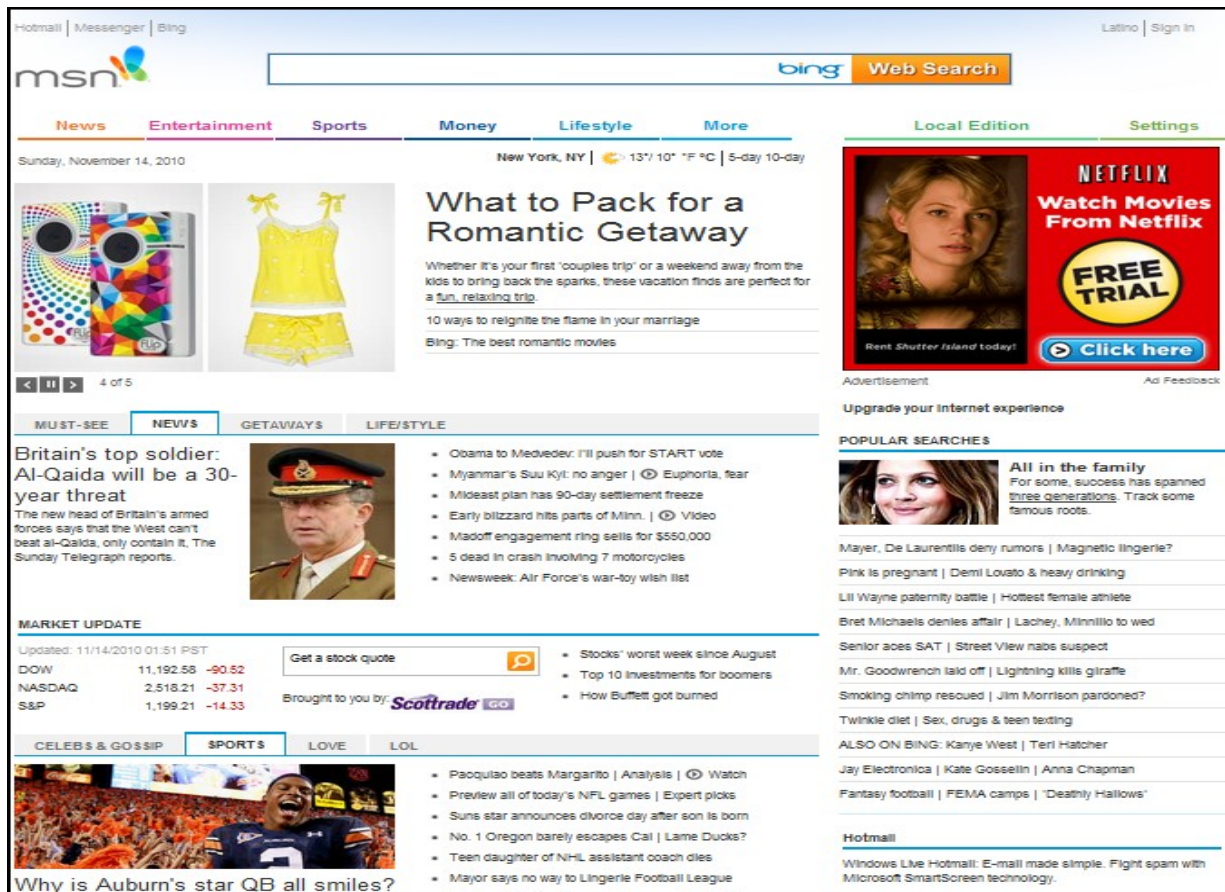 Hotmail | Messenger | Bing
Latino | Sign in
msn
bing Web Search
News Entertainment Sports Money Lifestyle More Local Edition Settings
Sunday, November 14, 2010
New York, NY | 13°/ 10° °F °C | 5-day 10-day
What to Pack for a
Romantic Getaway
Whether it's your first "couples trip" or a weekend away from the
kids to bring back the sparks, these vacation finds are perfect for
a fun, relaxing trip.
10 ways to reignite the flame in your marriage
Bing: The best romantic movies
Flip Flip
4 of 5
NETFLIX
Watch Movies
From Netflix
FREE
TRIAL
Rent Shutter Island today!
Click here
Advertisement Ad Feedback
Upgrade your Internet experience
MUST-SEE NEWS GETAWAYS LIFE/STYLE
Britain's top soldier:
Al-Qaida will be a 30-
year threat
The new head of Britain's armed
forces says that the West can't
beat al-Qaida, only contain it, The
Sunday Telegraph reports.
Obama to Medvedev: I'll push for START vote
Myanmar's Suu Kyi: no anger | Euphoria, fear
Mideast plan has 90-day settlement freeze
Early blizzard hits parts of Minn. | Video
Madoff engagement ring sells for $550,000
5 dead in crash involving 7 motorcycles
Newsweek: Air Force's war-toy wish list
MARKET UPDATE
Updated: 11/14/2010 01:51 PST
DOW 11,192.58 -90.52
NASDAQ 2,518.21 -37.31
S&P 1,199.21 -14.33
Get a stock quote
Brought to you by: Scottrade GO
Stocks' worst week since August
Top 10 investments for boomers
How Buffett got burned
CELEBS & GOSSIP SPORTS LOVE LOL
Why is Auburn's star QB all smiles?
Pacquiao beats Margarito | Analysis | Watch
Preview all of today's NFL games | Expert picks
Suns star announces divorce day after son is born
No. 1 Oregon barely escapes Cal | Lame Ducks?
Teen daughter of NHL assistant coach dies
Mayor says no way to Lingerie Football League
POPULAR SEARCHES
All in the family
For some, success has spanned
three generations. Track some
famous roots.
Mayer, De Laurentiis deny rumors | Magnetic lingerie?
Pink is pregnant | Demi Lovato & heavy drinking
Lil Wayne paternity battle | Hottest female athlete
Bret Michaels denies affair | Lachey, Minnillo to wed
Senior aces SAT | Street View nabs suspect
Mr. Goodwrench laid off | Lightning kills giraffe
Smoking chimp rescued | Jim Morrison pardoned?
Twinkie diet | Sex, drugs & teen texting
ALSO ON BING: Kanye West | Teri Hatcher
Jay Electronica | Kate Gosselin | Anna Chapman
Fantasy football | FEMA camps | 'Deathly Hallows'
Hotmail
Windows Live Hotmail: E-mail made simple. Fight spam with
Microsoft SmartScreen technology.